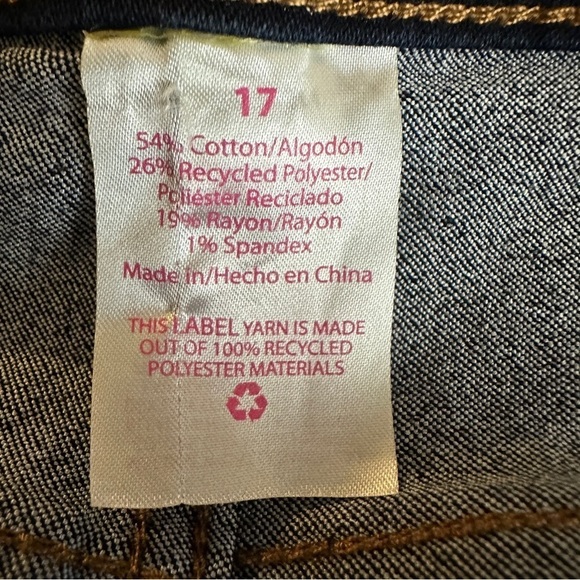 17
54% Cotton/Algodón
26% Recycled Polyester/
Poliéster Reciclado
19% Rayon/Rayón
1% Spandex
Made in/Hecho en China
THIS LABEL YARN IS MADE
OUT OF 100% RECYCLED
POLYESTER MATERIALS